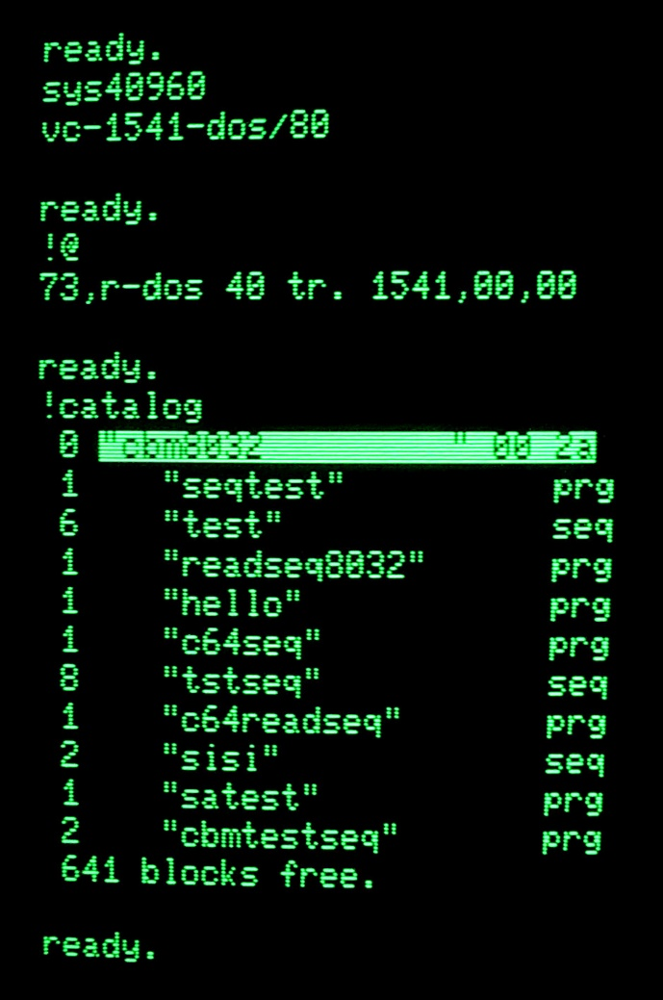 ready.
sys40960
vc-1541-dos/80
ready.
!@
73,r-dos 40 tr. 1541,00,00
ready.
!catalog
0 "cbm8032         " 00 2a
1 "seqtest" prg
6 "test" seq
1 "readseq8032" prg
1 "hello" prg
1 "c64seq" prg
8 "tstseq" seq
1 "c64readseq" prg
2 "sisi" seq
1 "satest" prg
2 "cbmtestseq" prg
641 blocks free.
ready.